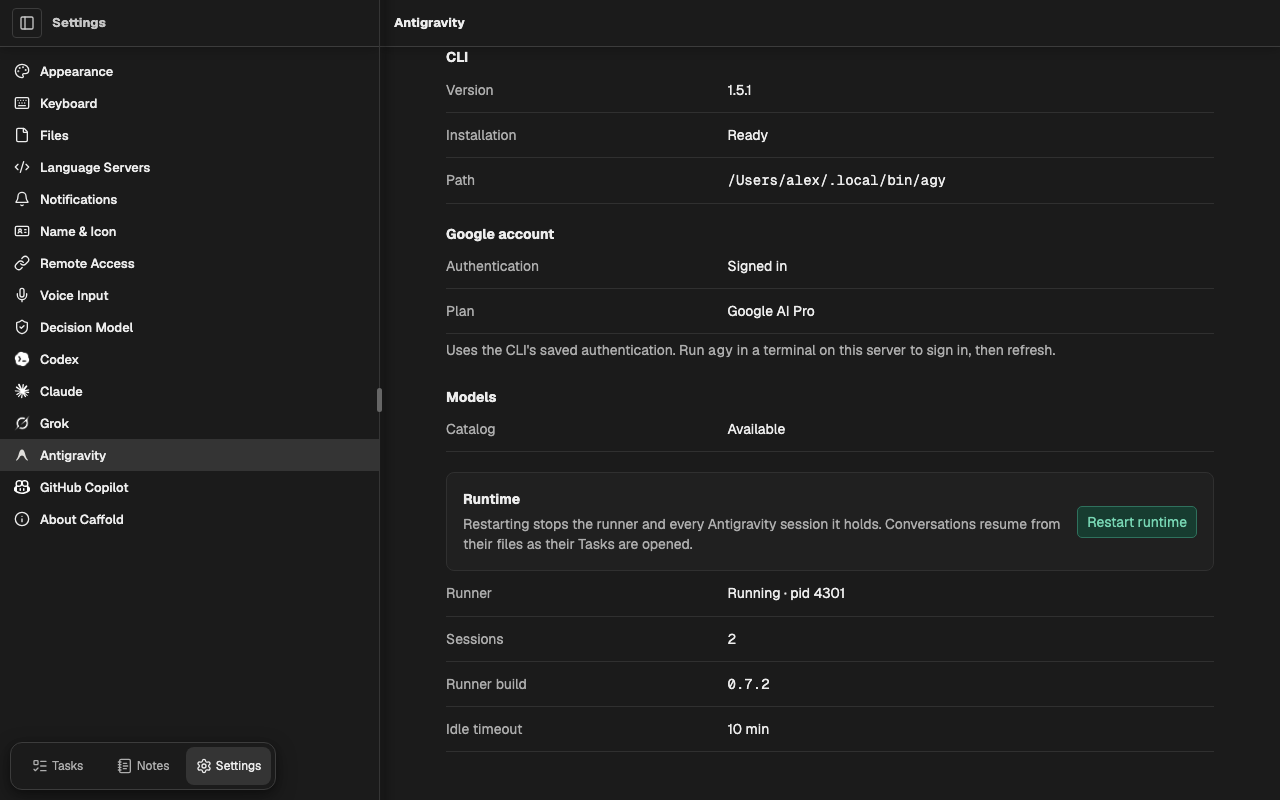 Settings
Antigravity
Appearance
Keyboard
Files
Language Servers
Notifications
Name & Icon
Remote Access
Voice Input
Decision Model
Codex
Claude
Grok
Antigravity
GitHub Copilot
About Caffold
Tasks
Notes
Settings
CLI
Version 1.5.1
Installation Ready
Path /Users/alex/.local/bin/agy
Google account
Authentication Signed in
Plan Google AI Pro
Uses the CLI's saved authentication. Run agy in a terminal on this server to sign in, then refresh.
Models
Catalog Available
Runtime
Restarting stops the runner and every Antigravity session it holds. Conversations resume from
their files as their Tasks are opened.
Restart runtime
Runner Running · pid 4301
Sessions 2
Runner build 0.7.2
Idle timeout 10 min